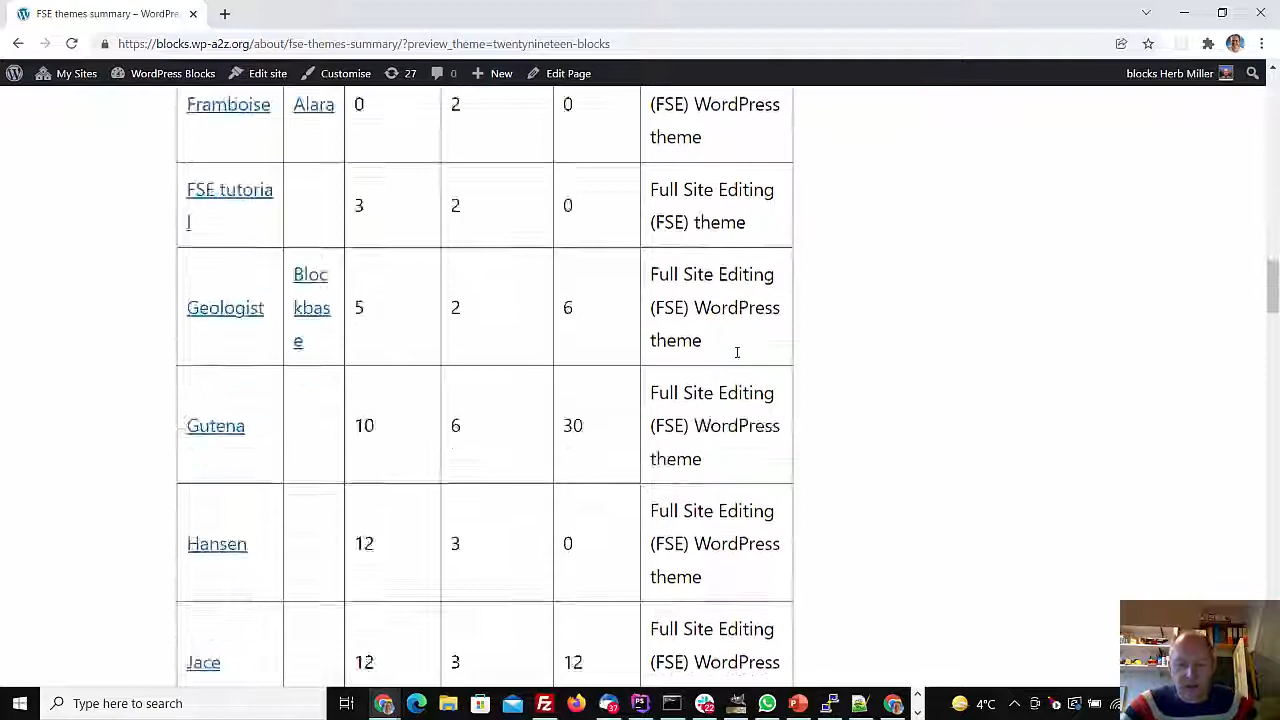 FSE themes summary – WordPre
https://blocks.wp-a2z.org/about/fse-themes-summary/?preview_theme=twentynineteen-blocks
My Sites WordPress Blocks Edit site Customise 27 0 New Edit Page blocks Herb Miller
Framboise Alara 0 2 0 (FSE) WordPress
theme
FSE tutoria
l
3 2 0
Full Site Editing
(FSE) theme
Geologist
Bloc
kbas
e
5 2 6
Full Site Editing
(FSE) WordPress
theme
Gutena 10 6 30
Full Site Editing
(FSE) WordPress
theme
Hansen 12 3 0
Full Site Editing
(FSE) WordPress
theme
Jace 12 3 12
Full Site Editing
(FSE) WordPress
Type here to search
4°C